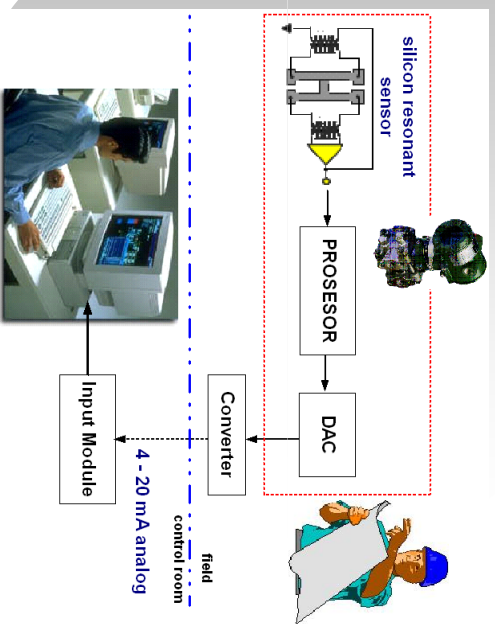 silicon resonant
sensor
PROSESOR
DAC
Converter
field
control room
4 - 20 mA analog
Input Module